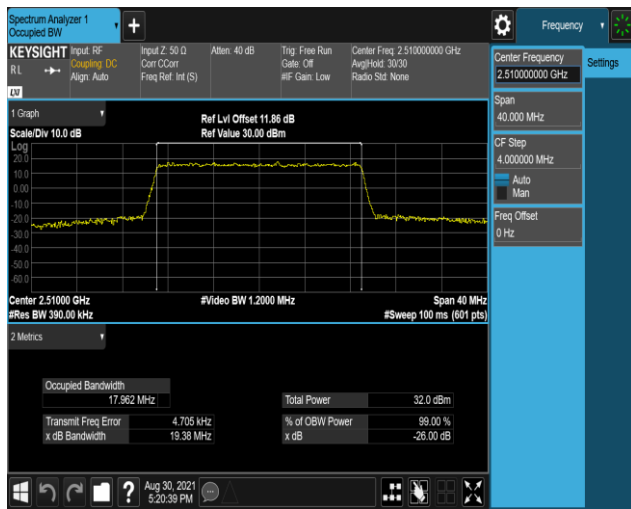 Spectrum Analyzer 1
Occupied BW
Frequency
KEYSIGHT
RL
LXI
Input: RF
Coupling: DC
Align: Auto
Input Z: 50 Ω
Corr CCorr
Freq Ref: Int (S)
Atten: 40 dB
Trig: Free Run
Gate: Off
#IF Gain: Low
Center Freq: 2.510000000 GHz
Avg|Hold: 30/30
Radio Std: None
Center Frequency
2.510000000 GHz
Settings
Span
40.000 MHz
CF Step
4.000000 MHz
Auto
Man
Freq Offset
0 Hz
1 Graph
Scale/Div 10.0 dB
Ref Lvl Offset 11.86 dB
Ref Value 30.00 dBm
Log
20.0
10.0
0.00
-10.0
-20.0
-30.0
-40.0
-50.0
-60.0
Center 2.51000 GHz
#Video BW 1.2000 MHz
Span 40 MHz
#Res BW 390.00 kHz
#Sweep 100 ms (601 pts)
2 Metrics
Occupied Bandwidth
17.962 MHz
Total Power 32.0 dBm
Transmit Freq Error 4.705 kHz
% of OBW Power 99.00 %
x dB Bandwidth 19.38 MHz
x dB -26.00 dB
?
Aug 30, 2021
5:20:39 PM